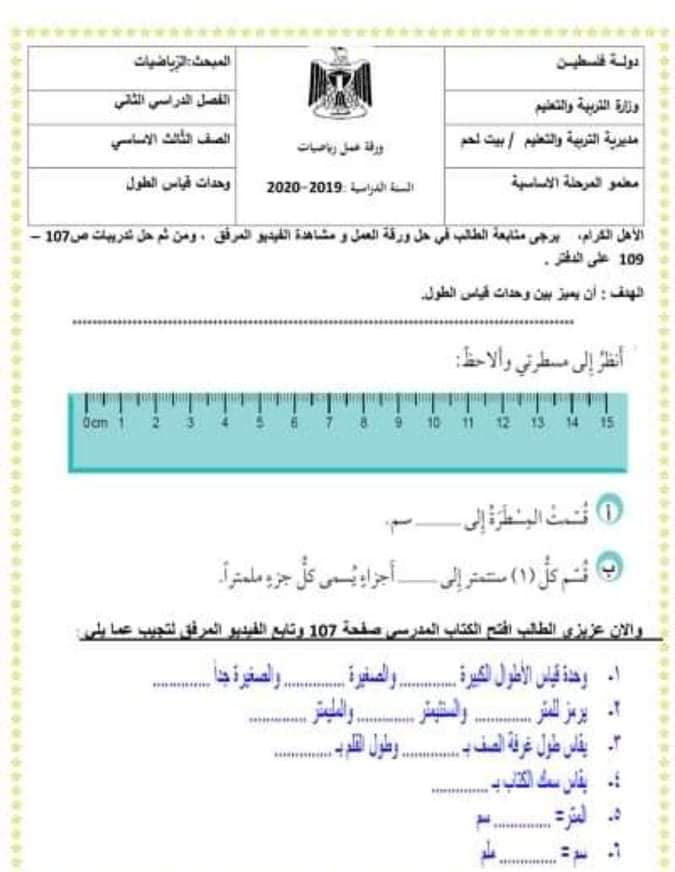 دولة فلسطين
وزارة التربية والتعليم
مديرية التربية والتعليم / بيت لحم
معلمو المرحلة الاساسية
ورقة عمل رياضيات
السنة الدراسية :2019-2020
المبحث:الرياضيات
الفصل الدراسي الثاني
الصف الثالث الاساسي
وحدات قياس الطول
الأهل الكرام، يرجى متابعة الطالب في حل ورقة العمل و مشاهدة الفيديو المرفق ، ومن ثم حل تدريبات ص107 –
109 على الدفتر .
الهدف : أن يميز بين وحدات قياس الطول.
أنظرُ إلى مسطرتي وألاحظُ:
0cm 1 2 3 4 5 6 7 8 9 10 11 12 13 14 15
أ قُسِّمتْ المِسْطَرَةُ إلى ______ سم.
ب قُسِّم كلُّ (١) سنتمتر إلى ______ أجزاءٍ يُسمى كلُّ جزءٍ ملمتراً.
والان عزيزي الطالب افتح الكتاب المدرسي صفحة 107 وتابع الفيديو المرفق لتجيب عما يلي:
١- وحدة قياس الأطوال الكبيرة ............. والصغيرة ............. والصغيرة جداً .............
٢- يرمز للمتر ............. والسنتيمتر ............. والمليمتر .............
٣- يقاس طول غرفة الصف بـ ............. وطول القلم بـ .............
٤- يقاس سمك الكتاب بـ .............
٥- المتر = ............. سم
٦- سم = ............. ملم